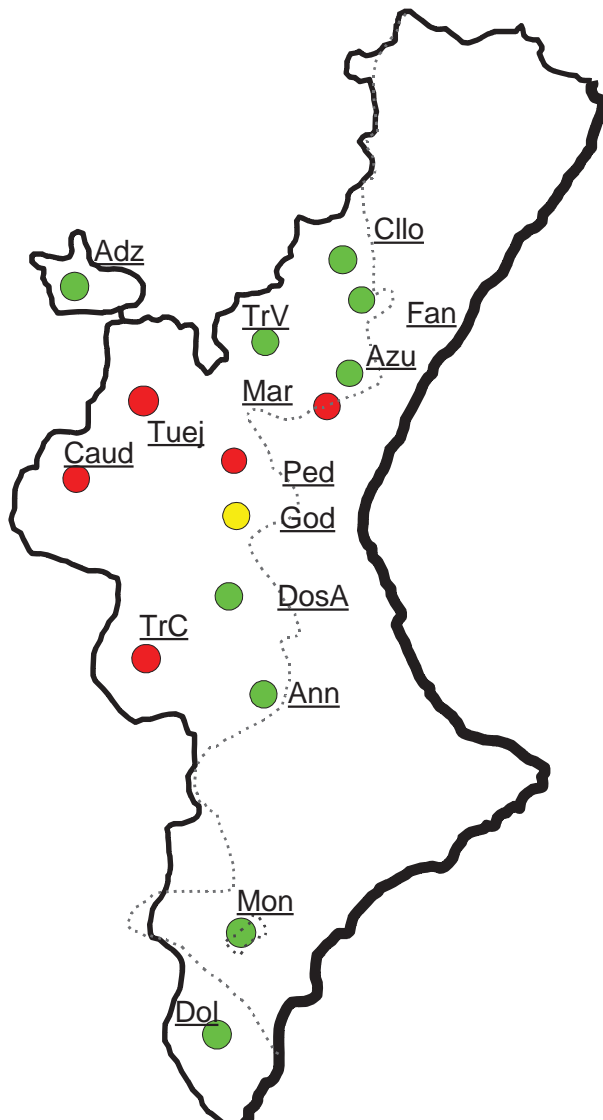 Cllo
Adz
Fan
TrV
Azu
Mar
Tuej
Caud
Ped
God
DosA
TrC
Ann
Mon
Dol